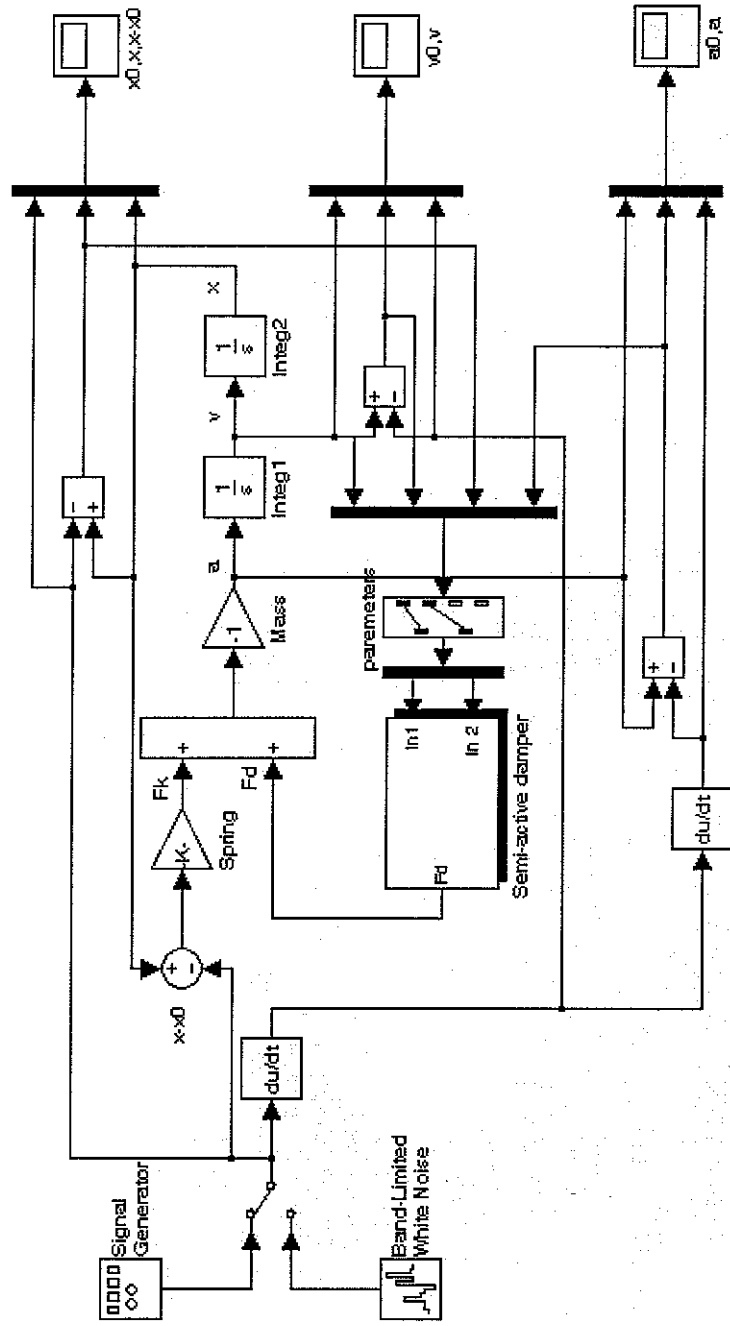 Signal
Generator
Band-Limited
White Noise
du/dt
x-x0
+
-
-K-
Spring
Fk
Fd
+
+
-1
Mass
a
1
s
Integ1
v
1
s
Integ2
x
-
+
x0,x,x-x0
+
-
v0,v
paremeters
In1
In 2
Fd
Semi-active damper
du/dt
+
-
a0,a